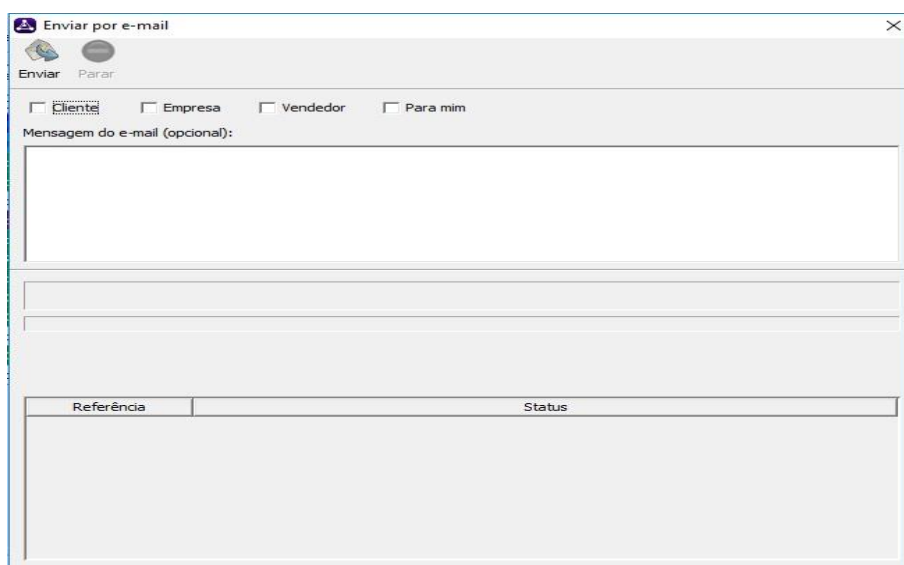 Enviar por e-mail
Enviar Parar
Cliente Empresa Vendedor Para mim
Mensagem do e-mail (opcional):
Referência Status